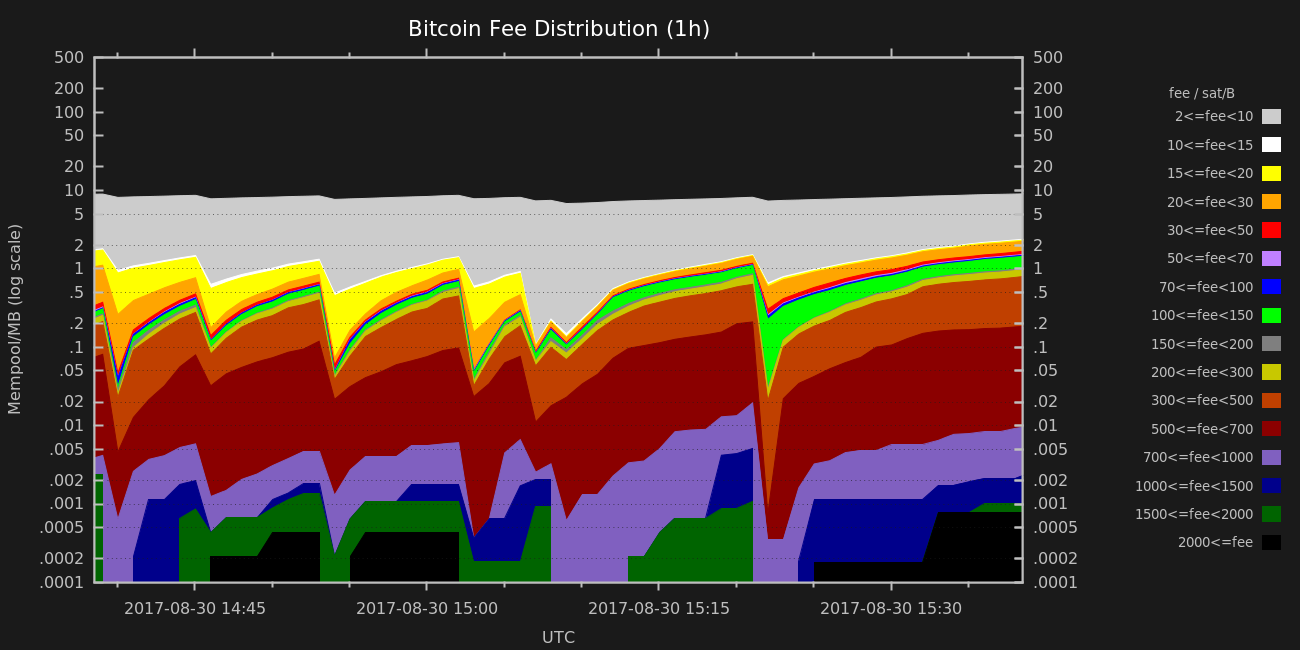 Bitcoin Fee Distribution (1h)
500 500
200 200
100 100
50 50
20 20
10 10
5 5
2 2
1 1
.5 .5
.2 .2
.1 .1
.05 .05
.02 .02
.01 .01
.005 .005
.002 .002
.001 .001
.0005 .0005
.0002 .0002
.0001 .0001
Mempool/MB (log scale)
2017-08-30 14:45 2017-08-30 15:00 2017-08-30 15:15 2017-08-30 15:30
UTC
fee / sat/B
2<=fee<10
10<=fee<15
15<=fee<20
20<=fee<30
30<=fee<50
50<=fee<70
70<=fee<100
100<=fee<150
150<=fee<200
200<=fee<300
300<=fee<500
500<=fee<700
700<=fee<1000
1000<=fee<1500
1500<=fee<2000
2000<=fee